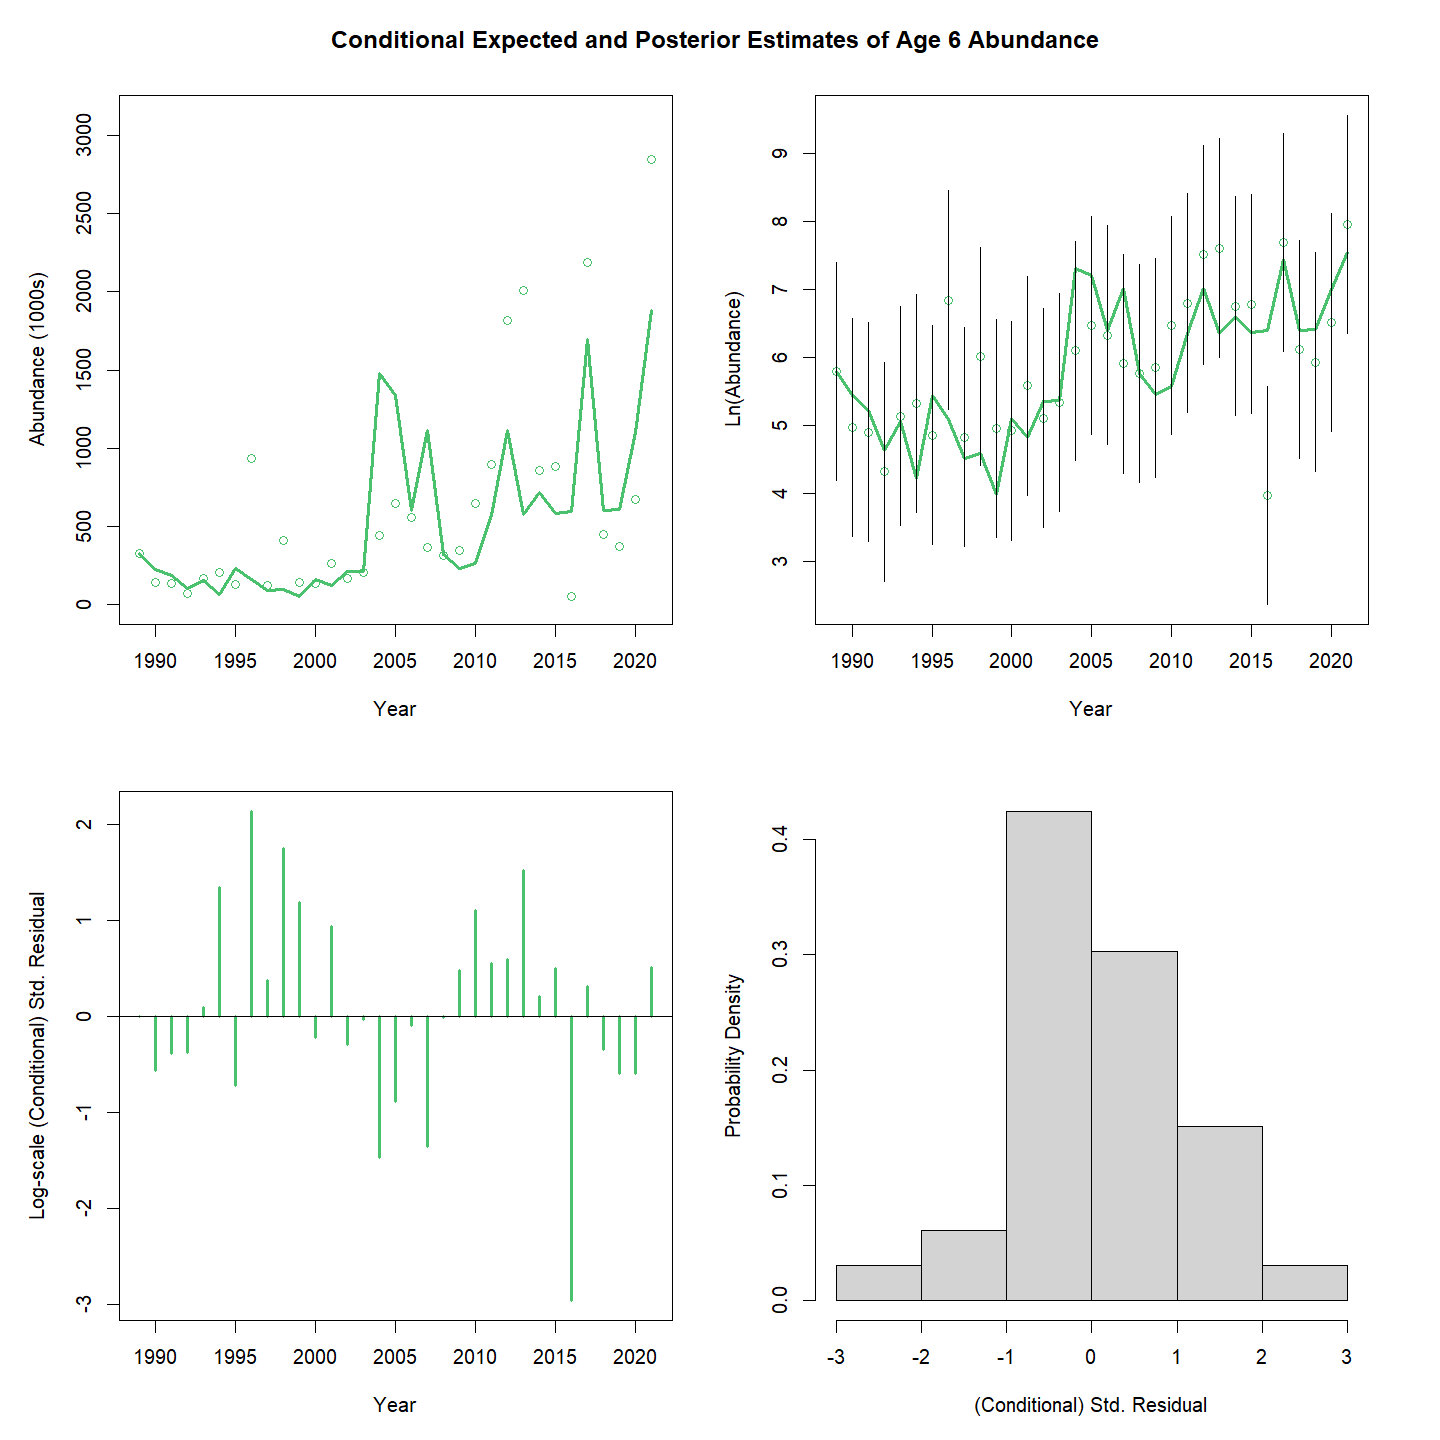 Conditional Expected and Posterior Estimates of Age 6 Abundance
Abundance (1000s)
3000
2500
2000
1500
1000
500
0
1990 1995 2000 2005 2010 2015 2020
Year
Ln(Abundance)
9
8
7
6
5
4
3
1990 1995 2000 2005 2010 2015 2020
Year
Log-scale (Conditional) Std. Residual
2
1
0
-1
-2
-3
1990 1995 2000 2005 2010 2015 2020
Year
Probability Density
0.4
0.3
0.2
0.1
0.0
-3 -2 -1 0 1 2 3
(Conditional) Std. Residual